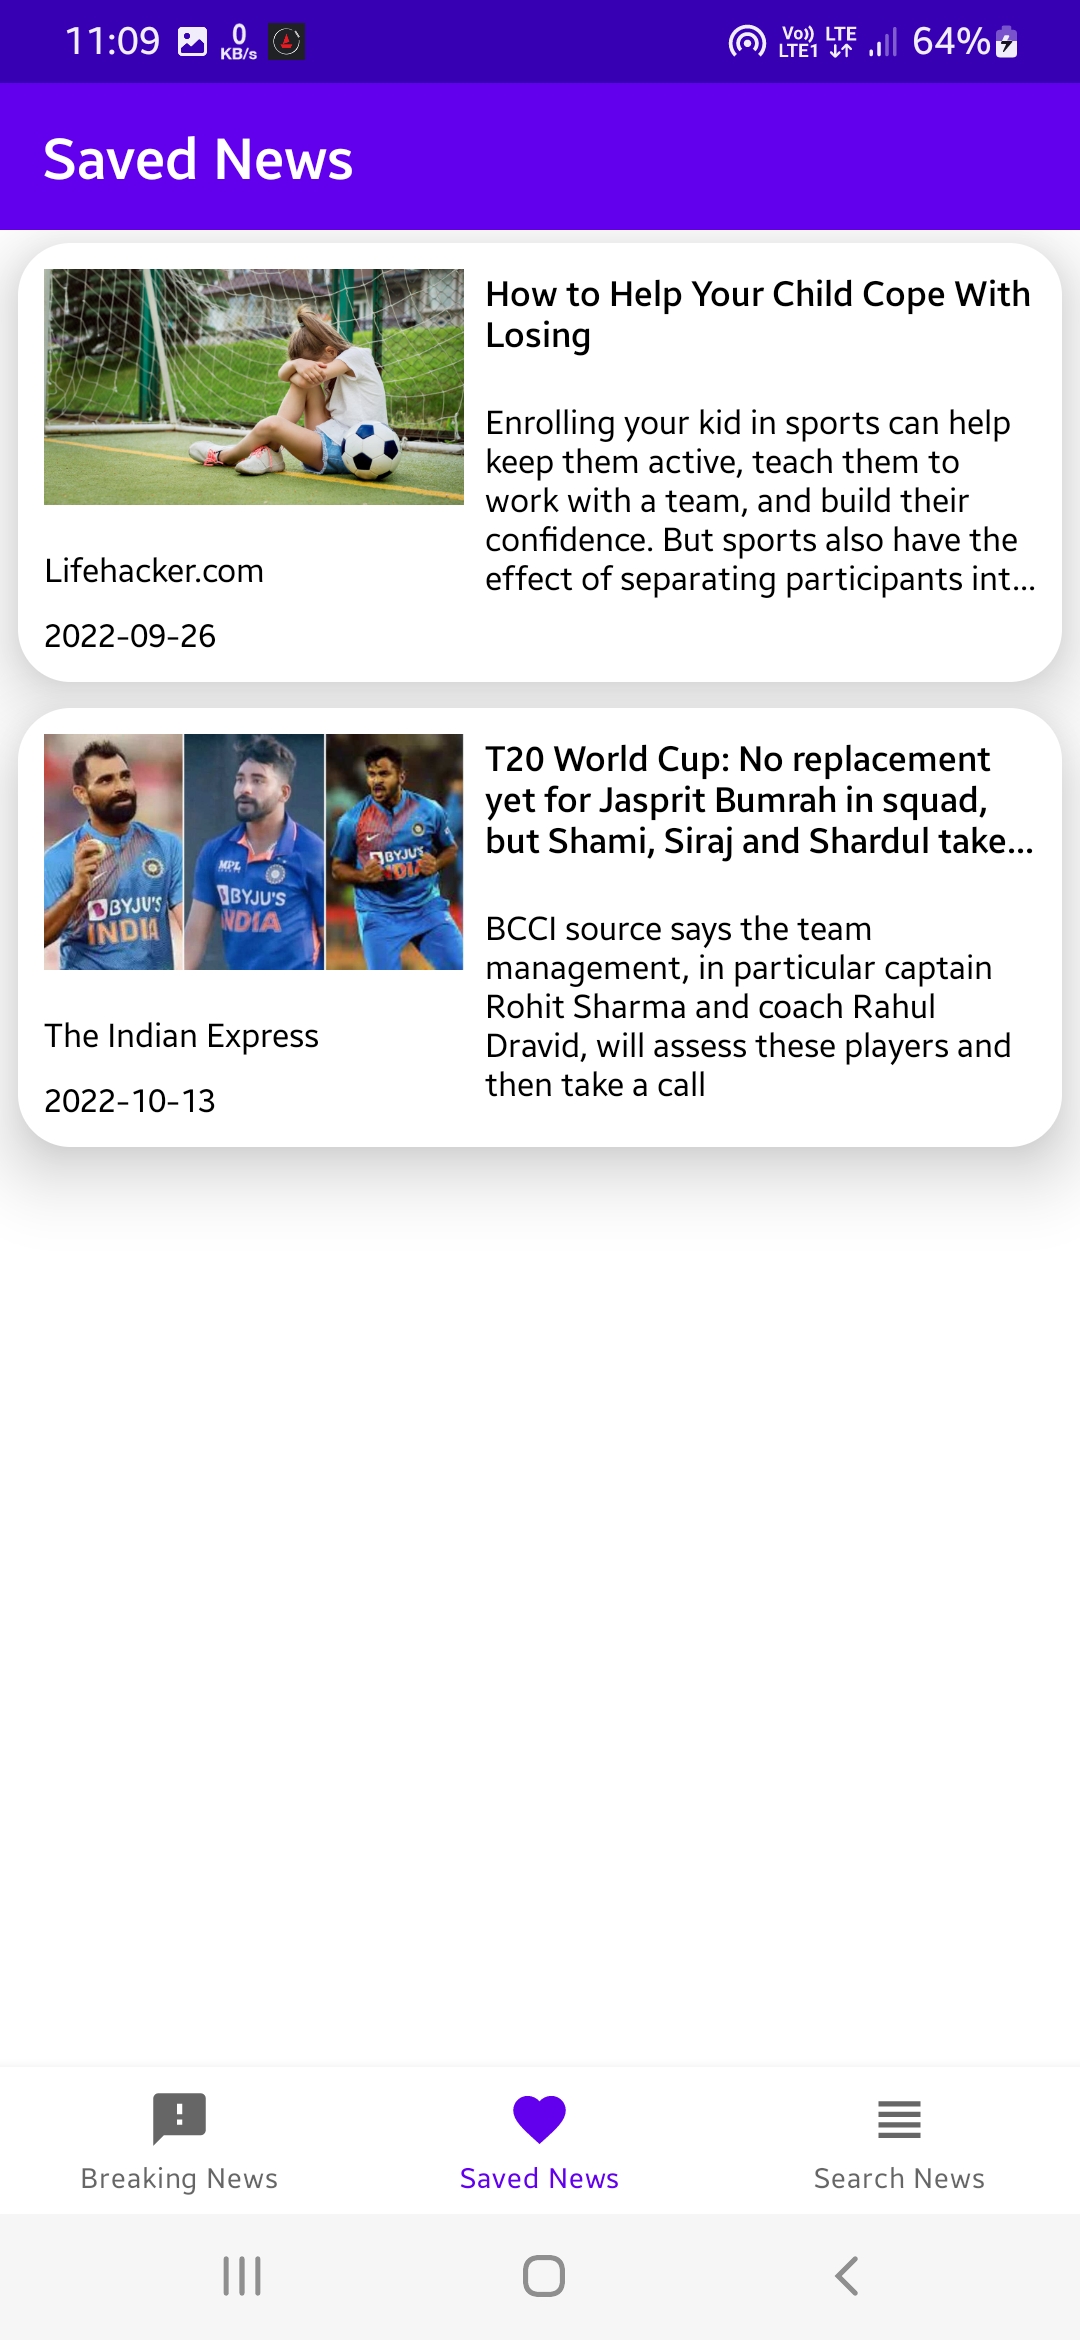 11:09
0
KB/s
Vo)) LTE
LTE1
64%
Saved News
How to Help Your Child Cope With
Losing
Enrolling your kid in sports can help
keep them active, teach them to
work with a team, and build their
confidence. But sports also have the
effect of separating participants int...
Lifehacker.com
2022-09-26
BYJU'S
INDIA
MPL
BYJU'S
INDIA
BYJU'S
INDIA
T20 World Cup: No replacement
yet for Jasprit Bumrah in squad,
but Shami, Siraj and Shardul take...
BCCI source says the team
management, in particular captain
Rohit Sharma and coach Rahul
Dravid, will assess these players and
then take a call
The Indian Express
2022-10-13
Breaking News
Saved News
Search News